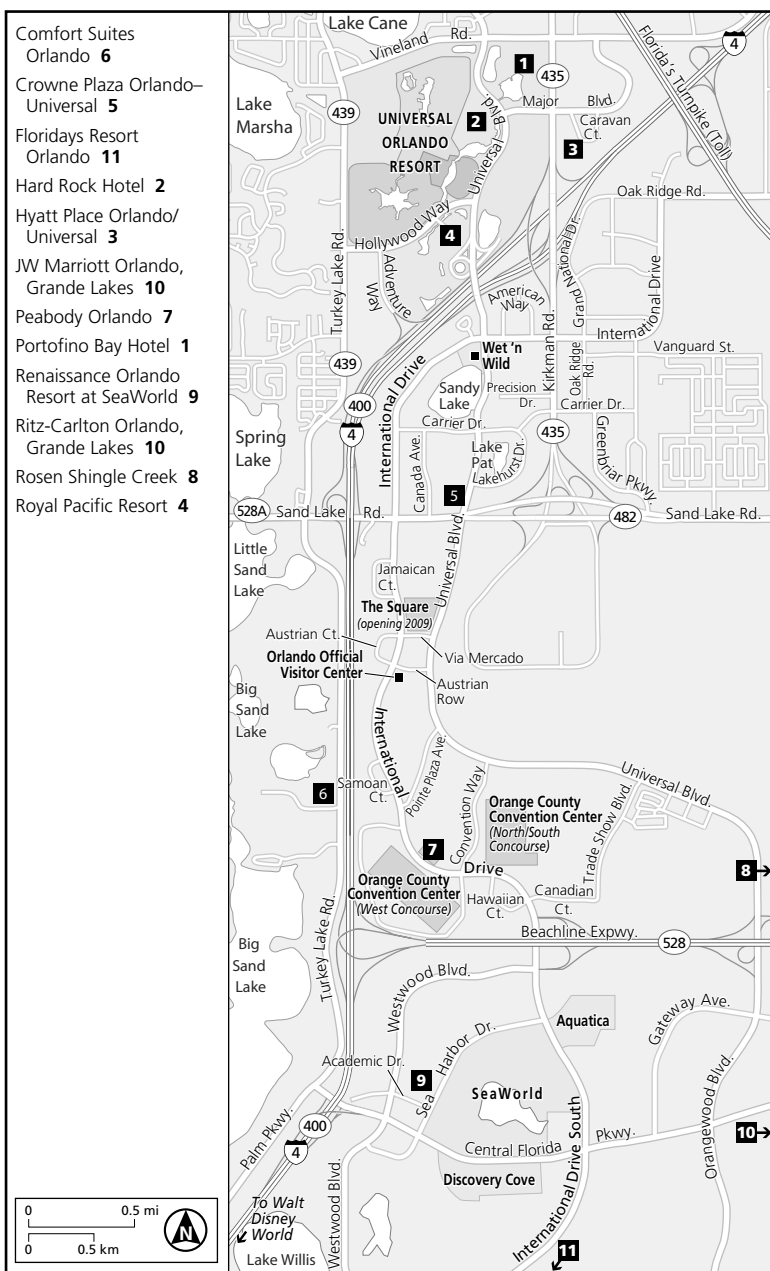 Comfort Suites
Orlando 6
Crowne Plaza Orlando–
Universal 5
Floridays Resort
Orlando 11
Hard Rock Hotel 2
Hyatt Place Orlando/
Universal 3
JW Marriott Orlando,
Grande Lakes 10
Peabody Orlando 7
Portofino Bay Hotel 1
Renaissance Orlando
Resort at SeaWorld 9
Ritz-Carlton Orlando,
Grande Lakes 10
Rosen Shingle Creek 8
Royal Pacific Resort 4
0 0.5 mi
0 0.5 km
N
Lake Cane
Vineland Rd.
4
Florida's Turnpike (Toll)
1
435
439
Lake
Marsha
UNIVERSAL
ORLANDO
RESORT
2
Universal Blvd.
Major Blvd.
Caravan
Ct.
3
Oak Ridge Rd.
Hollywood Way
4
Adventure
Way
Turkey Lake Rd.
American
Way
Grand National Dr.
International Drive
Kirkman Rd.
Wet 'n
Wild
Vanguard St.
Oak Ridge
Rd.
439
400
4
International Drive
Sandy
Lake
Precision
Dr.
Carrier Dr.
Carrier Dr.
435
Greenbriar Pkwy.
Spring
Lake
Canada Ave.
Lake
Pat
Lakehurst Dr.
5
528A
Sand Lake Rd.
482
Sand Lake Rd.
Little
Sand
Lake
Jamaican
Ct.
Universal Blvd.
The Square
(opening 2009)
Austrian Ct.
Via Mercado
Orlando Official
Visitor Center
Austrian
Row
Big
Sand
Lake
International
Pointe Plaza Ave.
6
Samoan
Ct.
Convention Way
Orange County
Convention Center
(North/South
Concourse)
Universal Blvd.
Trade Show Blvd.
7
Drive
8
Orange County
Convention Center
(West Concourse)
Hawaiian
Ct.
Canadian
Ct.
Beachline Expwy.
528
Turkey Lake Rd.
Big
Sand
Lake
Westwood Blvd.
Sea Harbor Dr.
Aquatica
Gateway Ave.
Academic Dr.
9
SeaWorld
Orangewood Blvd.
Palm Pkwy.
400
4
Central Florida Pkwy.
10
Discovery Cove
International Drive South
To Walt
Disney
World
Westwood Blvd.
Lake Willis
11